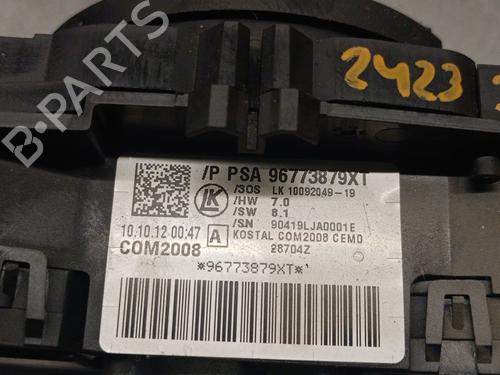 2423
/P PSA 96773879XT
/SOS LK 10092049-19
/HW 7.0
/SW 8.1
/SN 90419LJA0001E
10.10.12 00:47 A KOSTAL COM2008 CEMO
COM2008 28704Z
*96773879XT*
B-PARTS